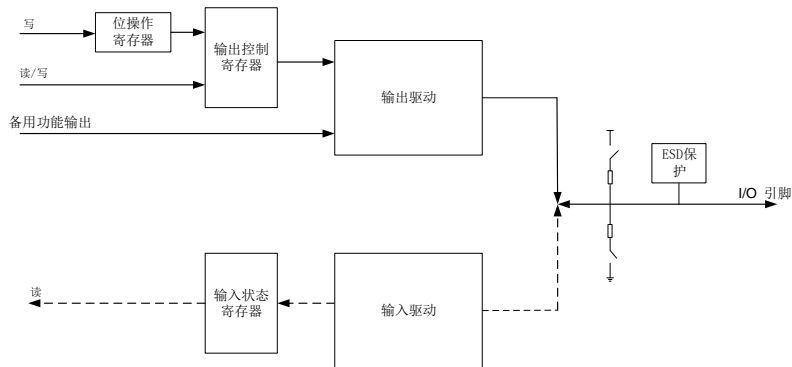 写
位操作
寄存器
读/写
输出控制
寄存器
备用功能输出
输出驱动
ESD保
护
I/O 引脚
读
输入状态
寄存器
输入驱动